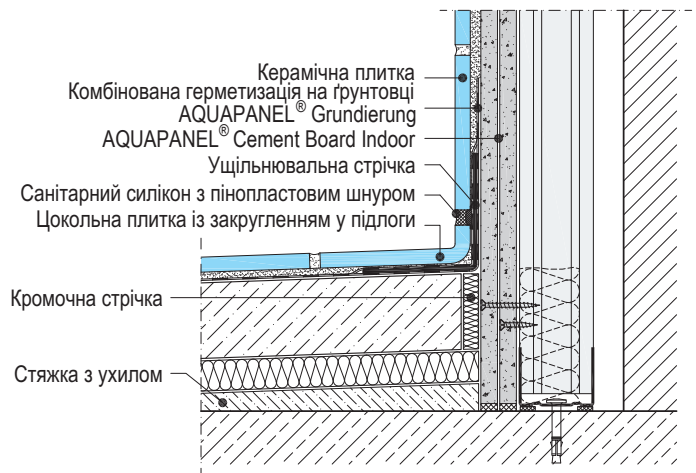 Керамічна плитка
Комбінована герметизація на ґрунтовці
AQUAPANEL® Grundierung
AQUAPANEL® Cement Board Indoor
Ущільнювальна стрічка
Санітарний силікон з пінопластовим шнуром
Цокольна плитка із закругленням у підлоги
Кромочна стрічка
Стяжка з ухилом